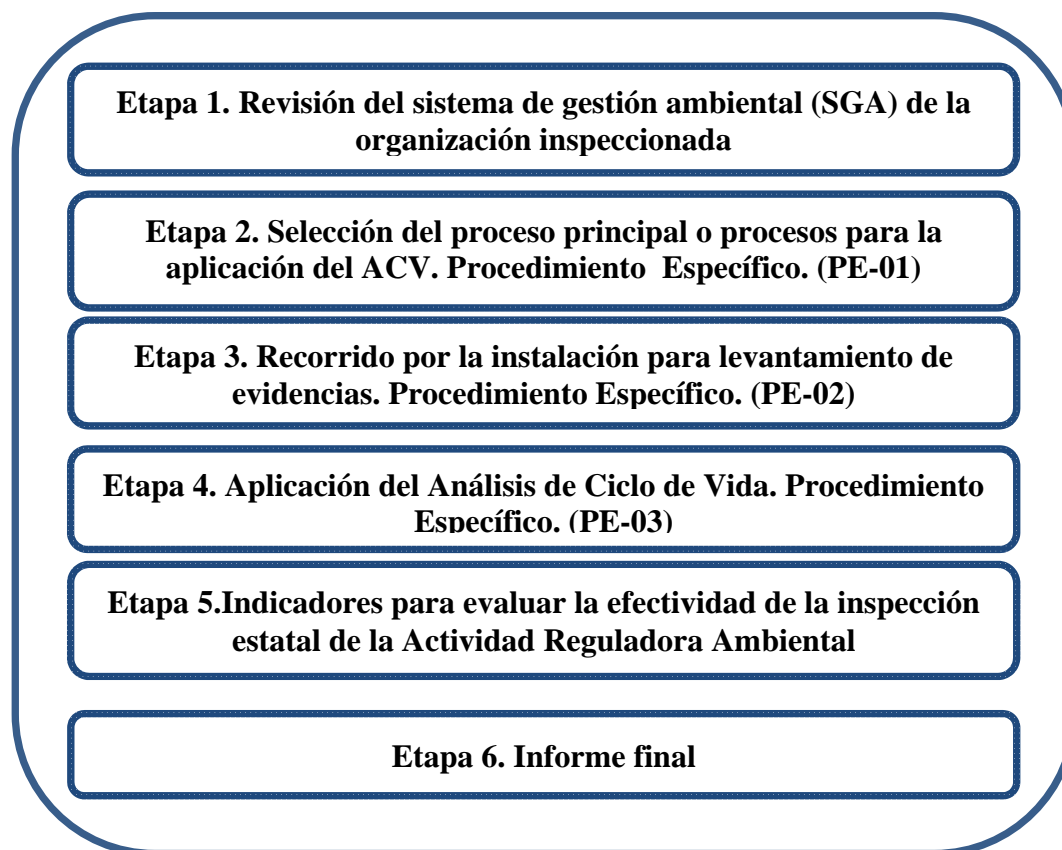 Etapa 1. Revisión del sistema de gestión ambiental (SGA) de la
organización inspeccionada
Etapa 2. Selección del proceso principal o procesos para la
aplicación del ACV. Procedimiento  Específico. (PE-01)
Etapa 3. Recorrido por la instalación para levantamiento de
evidencias. Procedimiento Específico. (PE-02)
Etapa 4. Aplicación del Análisis de Ciclo de Vida. Procedimiento
Específico. (PE-03)
Etapa 5.Indicadores para evaluar la efectividad de la inspección
estatal de la Actividad Reguladora Ambiental
Etapa 6. Informe final